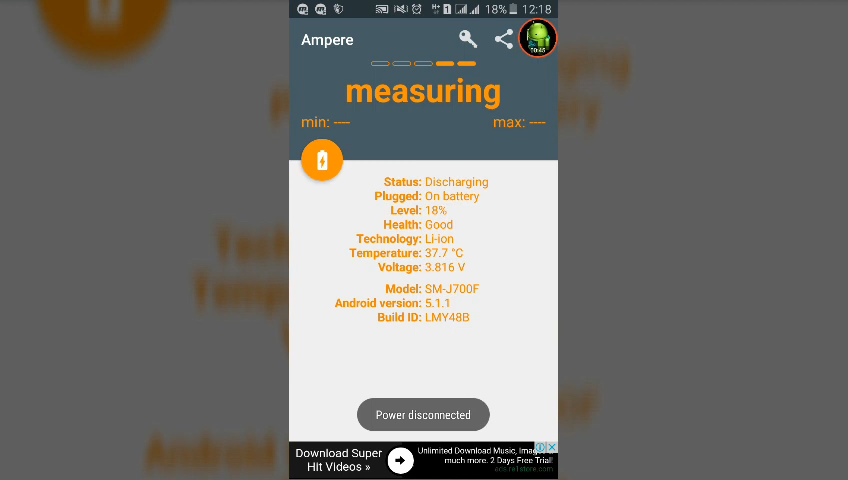 18% 12:18
Ampere
00:45
measuring
min: ----
max: ----
Status: Discharging
Plugged: On battery
Level: 18%
Health: Good
Technology: Li-ion
Temperature: 37.7 °C
Voltage: 3.816 V
Model: SM-J700F
Android version: 5.1.1
Build ID: LMY48B
Power disconnected
Download Super
Hit Videos »
Unlimited Download Music,
much more. 2 Days Free Trial!